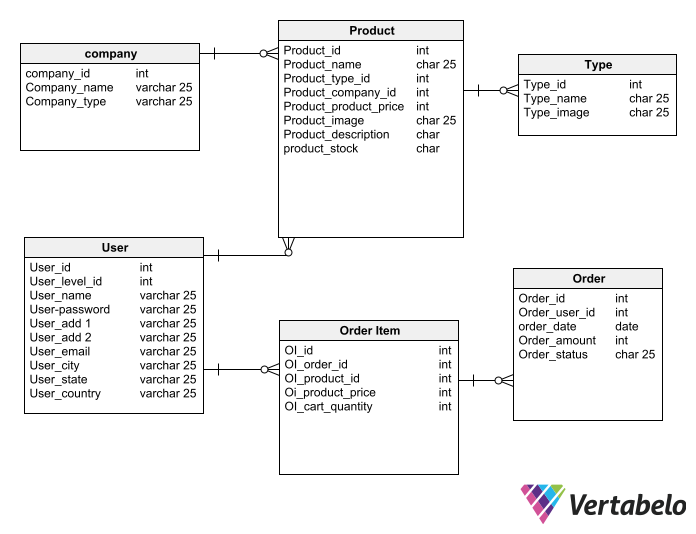 company
company_id int
Company_name varchar 25
Company_type varchar 25
Product
Product_id int
Product_name char 25
Product_type_id int
Product_company_id int
Product_product_price int
Product_image char 25
Product_description char
product_stock char
Type
Type_id int
Type_name char 25
Type_image char 25
User
User_id int
User_level_id int
User_name varchar 25
User-password varchar 25
User_add 1 varchar 25
User_add 2 varchar 25
User_email varchar 25
User_city varchar 25
User_state varchar 25
User_country varchar 25
Order Item
OI_id int
OI_order_id int
OI_product_id int
Oi_product_price int
OI_cart_quantity int
Order
Order_id int
Order_user_id int
order_date date
Order_amount int
Order_status char 25
Vertabelo